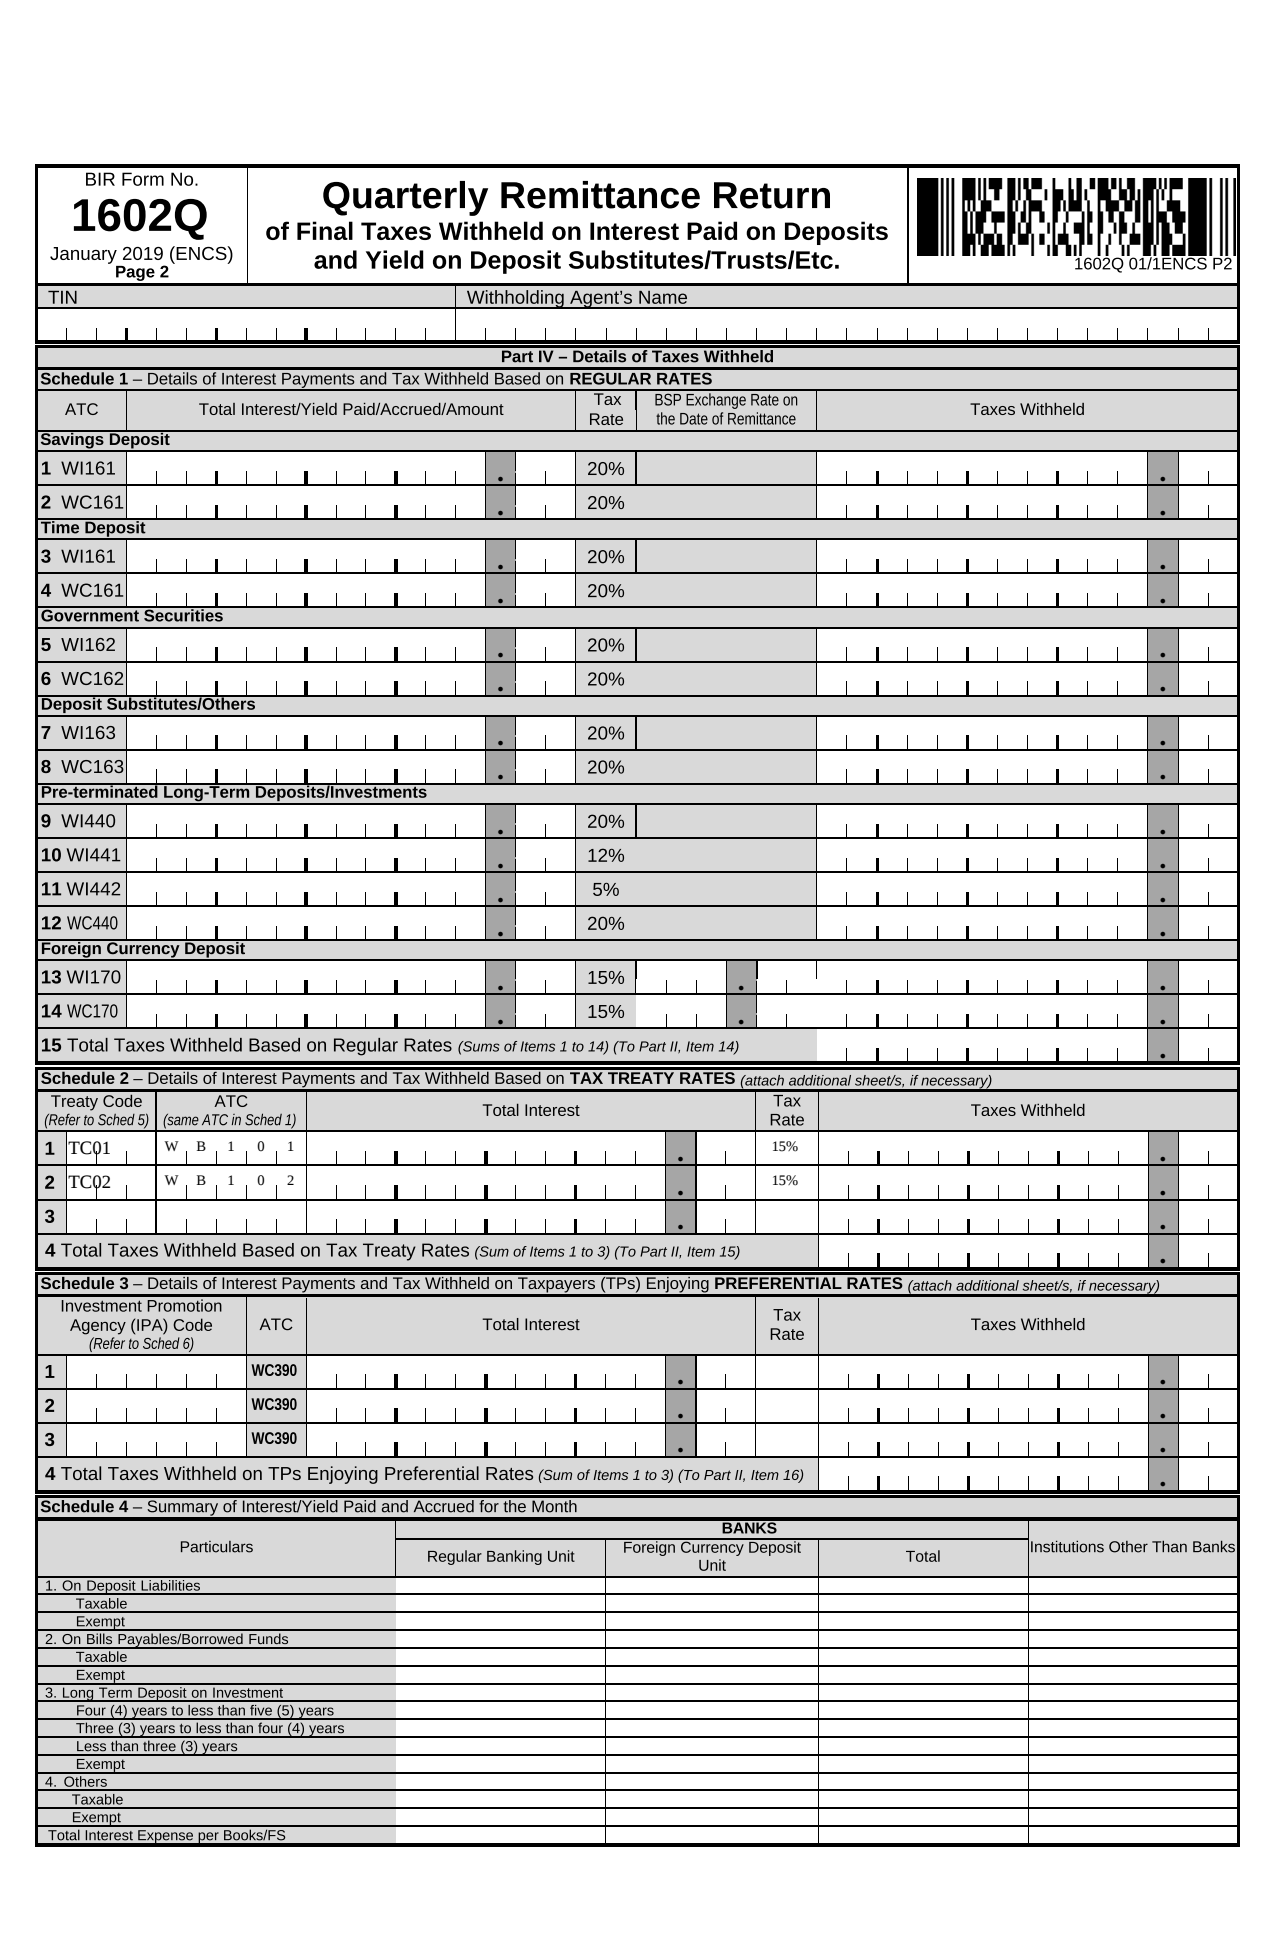 BIR Form No.
1602Q
January 2019 (ENCS)
Page 2
Quarterly Remittance Return
of Final Taxes Withheld on Interest Paid on Deposits
and Yield on Deposit Substitutes/Trusts/Etc.
1602Q 01/1ENCS P2
TIN Withholding Agent’s Name
Part IV – Details of Taxes Withheld
Schedule 1 – Details of Interest Payments and Tax Withheld Based on REGULAR RATES
ATC Total Interest/Yield Paid/Accrued/Amount Tax Rate BSP Exchange Rate on the Date of Remittance Taxes Withheld
Savings Deposit
1 WI161 . 20% .
2 WC161 . 20% .
Time Deposit
3 WI161 . 20% .
4 WC161 . 20% .
Government Securities
5 WI162 . 20% .
6 WC162 . 20% .
Deposit Substitutes/Others
7 WI163 . 20% .
8 WC163 . 20% .
Pre-terminated Long-Term Deposits/Investments
9 WI440 . 20% .
10 WI441 . 12% .
11 WI442 . 5% .
12 WC440 . 20% .
Foreign Currency Deposit
13 WI170 . 15% . .
14 WC170 . 15% . .
15 Total Taxes Withheld Based on Regular Rates (Sums of Items 1 to 14) (To Part II, Item 14) .
Schedule 2 – Details of Interest Payments and Tax Withheld Based on TAX TREATY RATES (attach additional sheet/s, if necessary)
Treaty Code (Refer to Sched 5) ATC (same ATC in Sched 1) Total Interest Tax Rate Taxes Withheld
1 TC01 W B 1 0 1 . 15% .
2 TC02 W B 1 0 2 . 15% .
3 . .
4 Total Taxes Withheld Based on Tax Treaty Rates (Sum of Items 1 to 3) (To Part II, Item 15) .
Schedule 3 – Details of Interest Payments and Tax Withheld on Taxpayers (TPs) Enjoying PREFERENTIAL RATES (attach additional sheet/s, if necessary)
Investment Promotion Agency (IPA) Code (Refer to Sched 6) ATC Total Interest Tax Rate Taxes Withheld
1 WC390 . .
2 WC390 . .
3 WC390 . .
4 Total Taxes Withheld on TPs Enjoying Preferential Rates (Sum of Items 1 to 3) (To Part II, Item 16) .
Schedule 4 – Summary of Interest/Yield Paid and Accrued for the Month
Particulars BANKS Institutions Other Than Banks
Regular Banking Unit Foreign Currency Deposit Unit Total
1. On Deposit Liabilities
Taxable
Exempt
2. On Bills Payables/Borrowed Funds
Taxable
Exempt
3. Long Term Deposit on Investment
Four (4) years to less than five (5) years
Three (3) years to less than four (4) years
Less than three (3) years
Exempt
4. Others
Taxable
Exempt
Total Interest Expense per Books/FS